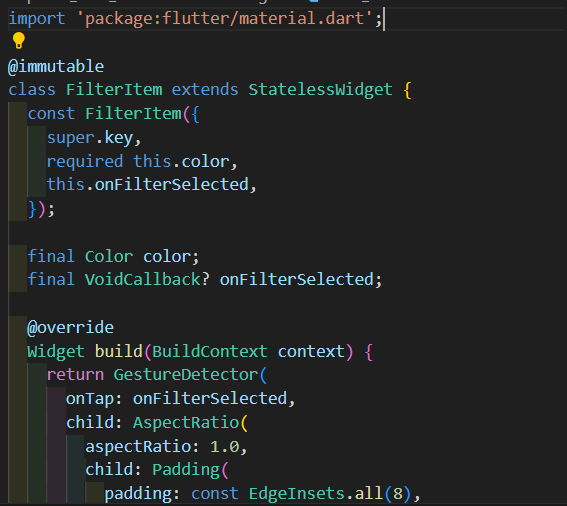 import 'package:flutter/material.dart';
@immutable
class FilterItem extends StatelessWidget {
const FilterItem({
super.key,
required this.color,
this.onFilterSelected,
});
final Color color;
final VoidCallback? onFilterSelected;
@override
Widget build(BuildContext context) {
return GestureDetector(
onTap: onFilterSelected,
child: AspectRatio(
aspectRatio: 1.0,
child: Padding(
padding: const EdgeInsets.all(8),